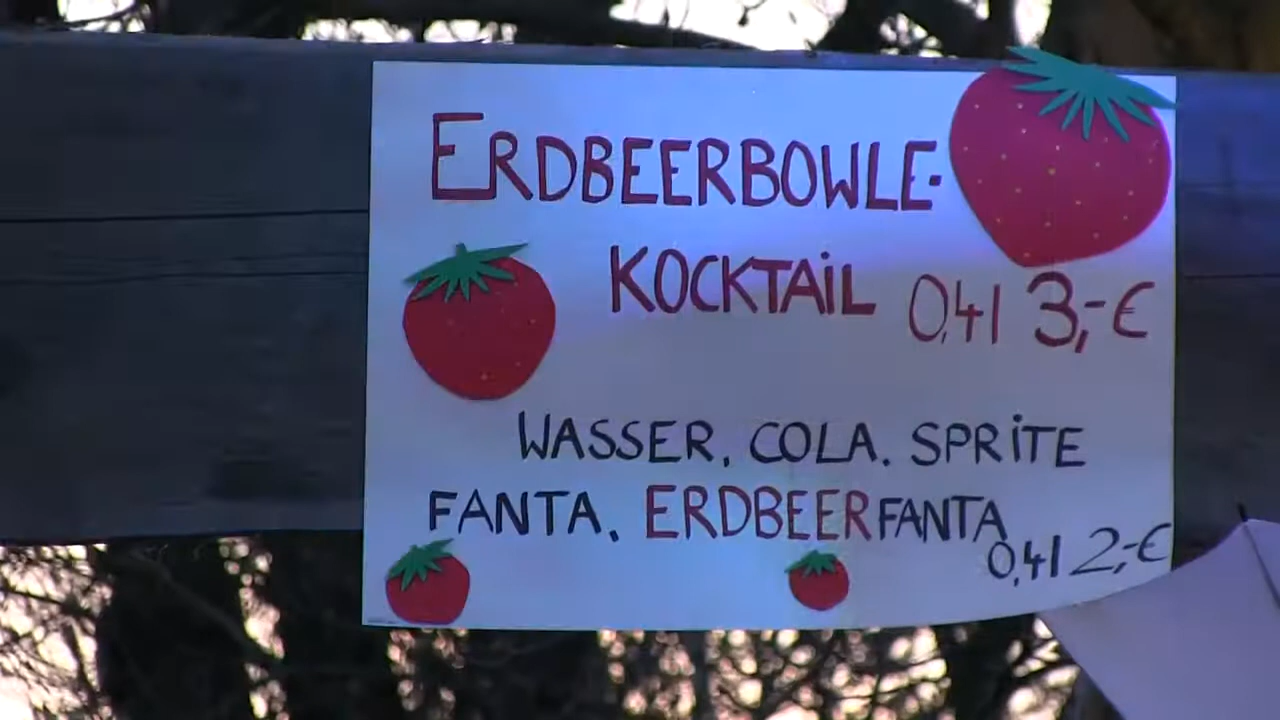 ERDBEERBOWLE-
KOCKTAiL 0,4l 3,-€
WASSER, COLA, SPRiTE
FANTA, ERDBEERFANTA
0,4l 2,-€